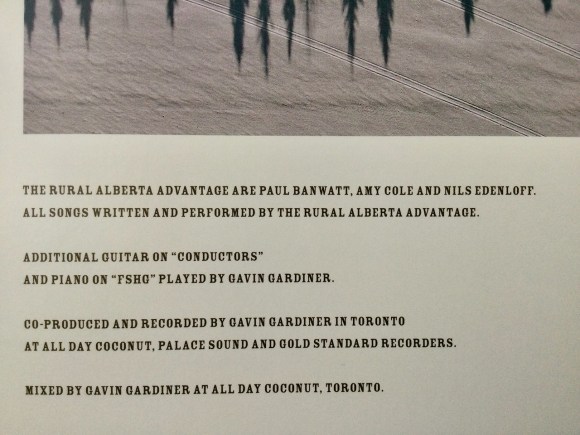 THE RURAL ALBERTA ADVANTAGE ARE PAUL BANWATT, AMY COLE AND NILS EDENLOFF.
ALL SONGS WRITTEN AND PERFORMED BY THE RURAL ALBERTA ADVANTAGE.
ADDITIONAL GUITAR ON “CONDUCTORS”
AND PIANO ON “FSHG” PLAYED BY GAVIN GARDINER.
CO-PRODUCED AND RECORDED BY GAVIN GARDINER IN TORONTO
AT ALL DAY COCONUT, PALACE SOUND AND GOLD STANDARD RECORDERS.
MIXED BY GAVIN GARDINER AT ALL DAY COCONUT, TORONTO.